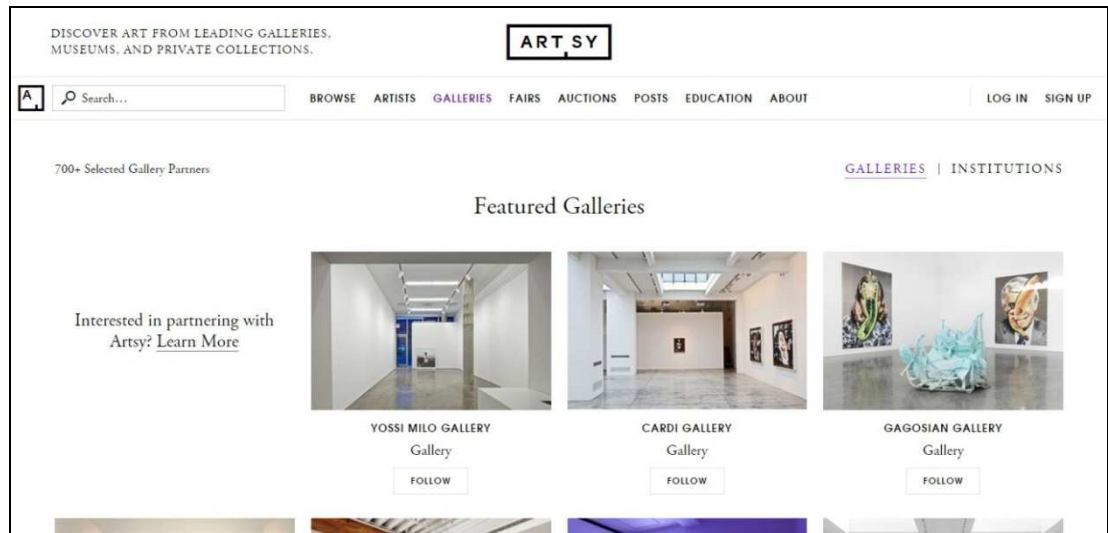 DISCOVER ART FROM LEADING GALLERIES,
MUSEUMS, AND PRIVATE COLLECTIONS.
ART SY
A
Search...
BROWSE ARTISTS GALLERIES FAIRS AUCTIONS POSTS EDUCATION ABOUT
LOG IN SIGN UP
700+ Selected Gallery Partners
GALLERIES | INSTITUTIONS
Featured Galleries
Interested in partnering with
Artsy? Learn More
YOSSI MILO GALLERY
Gallery
FOLLOW
CARDI GALLERY
Gallery
FOLLOW
GAGOSIAN GALLERY
Gallery
FOLLOW